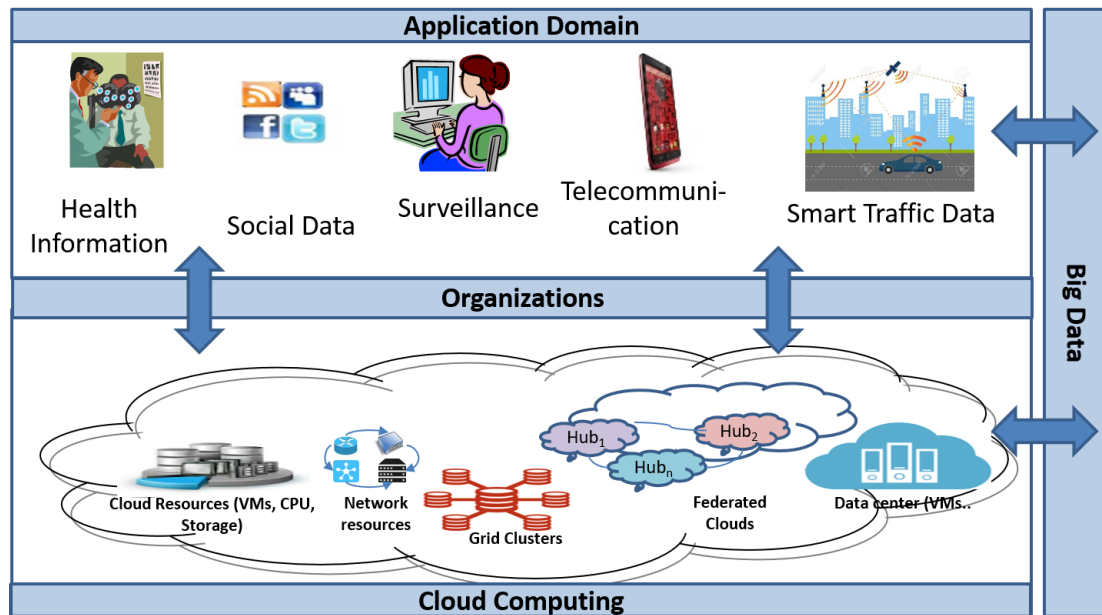 Application Domain
Health
Information
Social Data
Surveillance
Telecommuni-
cation
Smart Traffic Data
Organizations
Big Data
Hub1
Hub2
Hubn
Cloud Resources (VMs, CPU,
Storage)
Network
resources
Grid Clusters
Federated
Clouds
Data center (VMs..
Cloud Computing